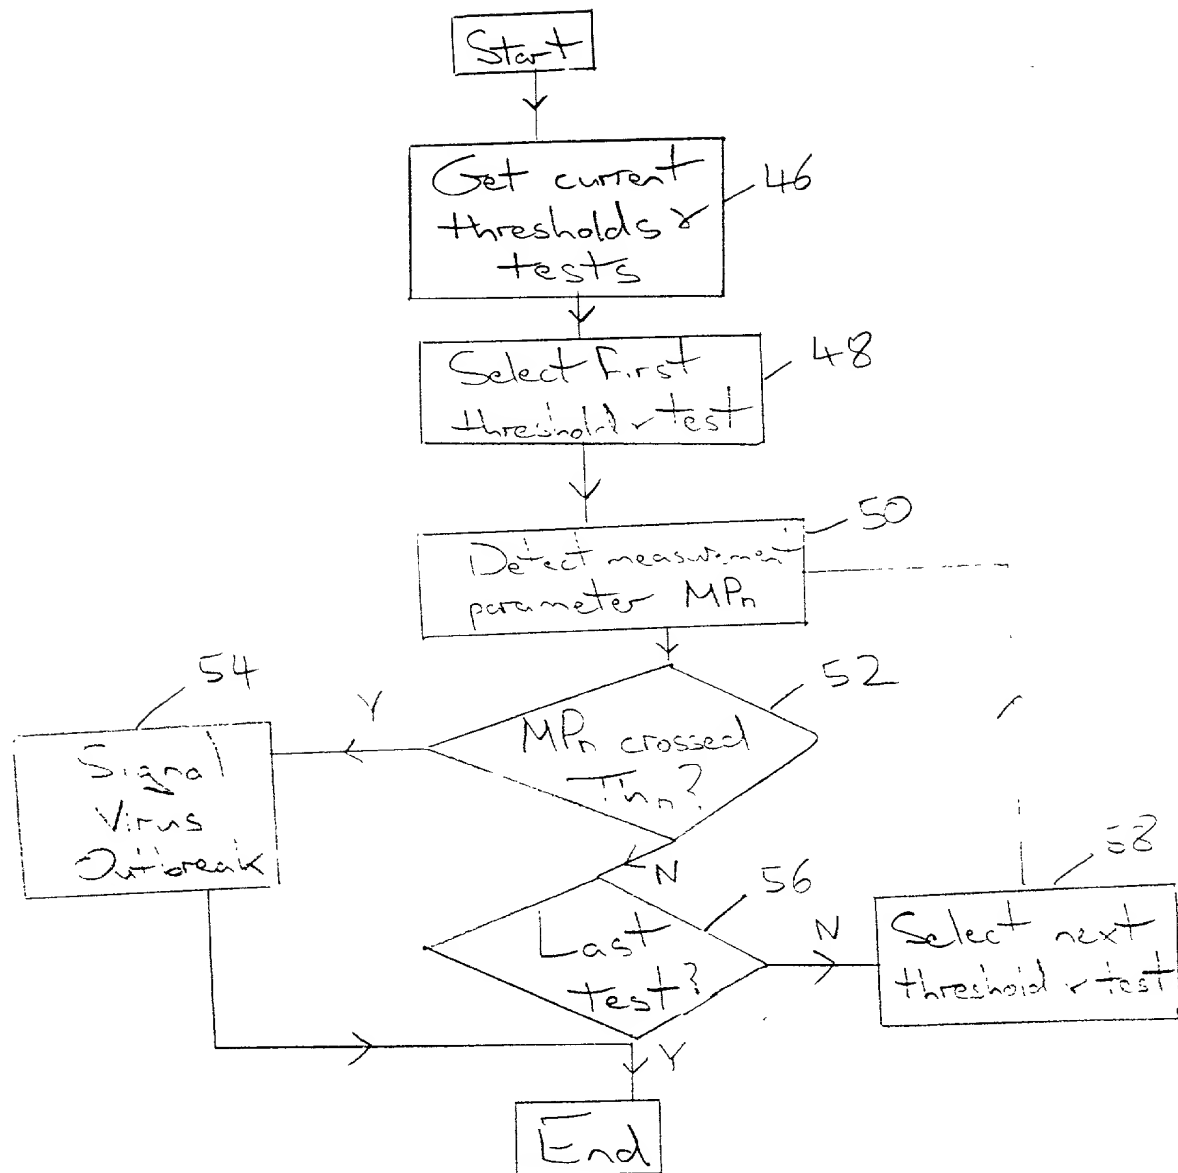 Start
Get current
thresholds &
tests
46
Select First
threshold & test
48
Detect measurement
parameter MPn
50
MPn crossed
Thn?
52
Y
54
Signal
Virus
Outbreak
N
Last
test?
56
N
58
Select next
threshold & test
Y
End